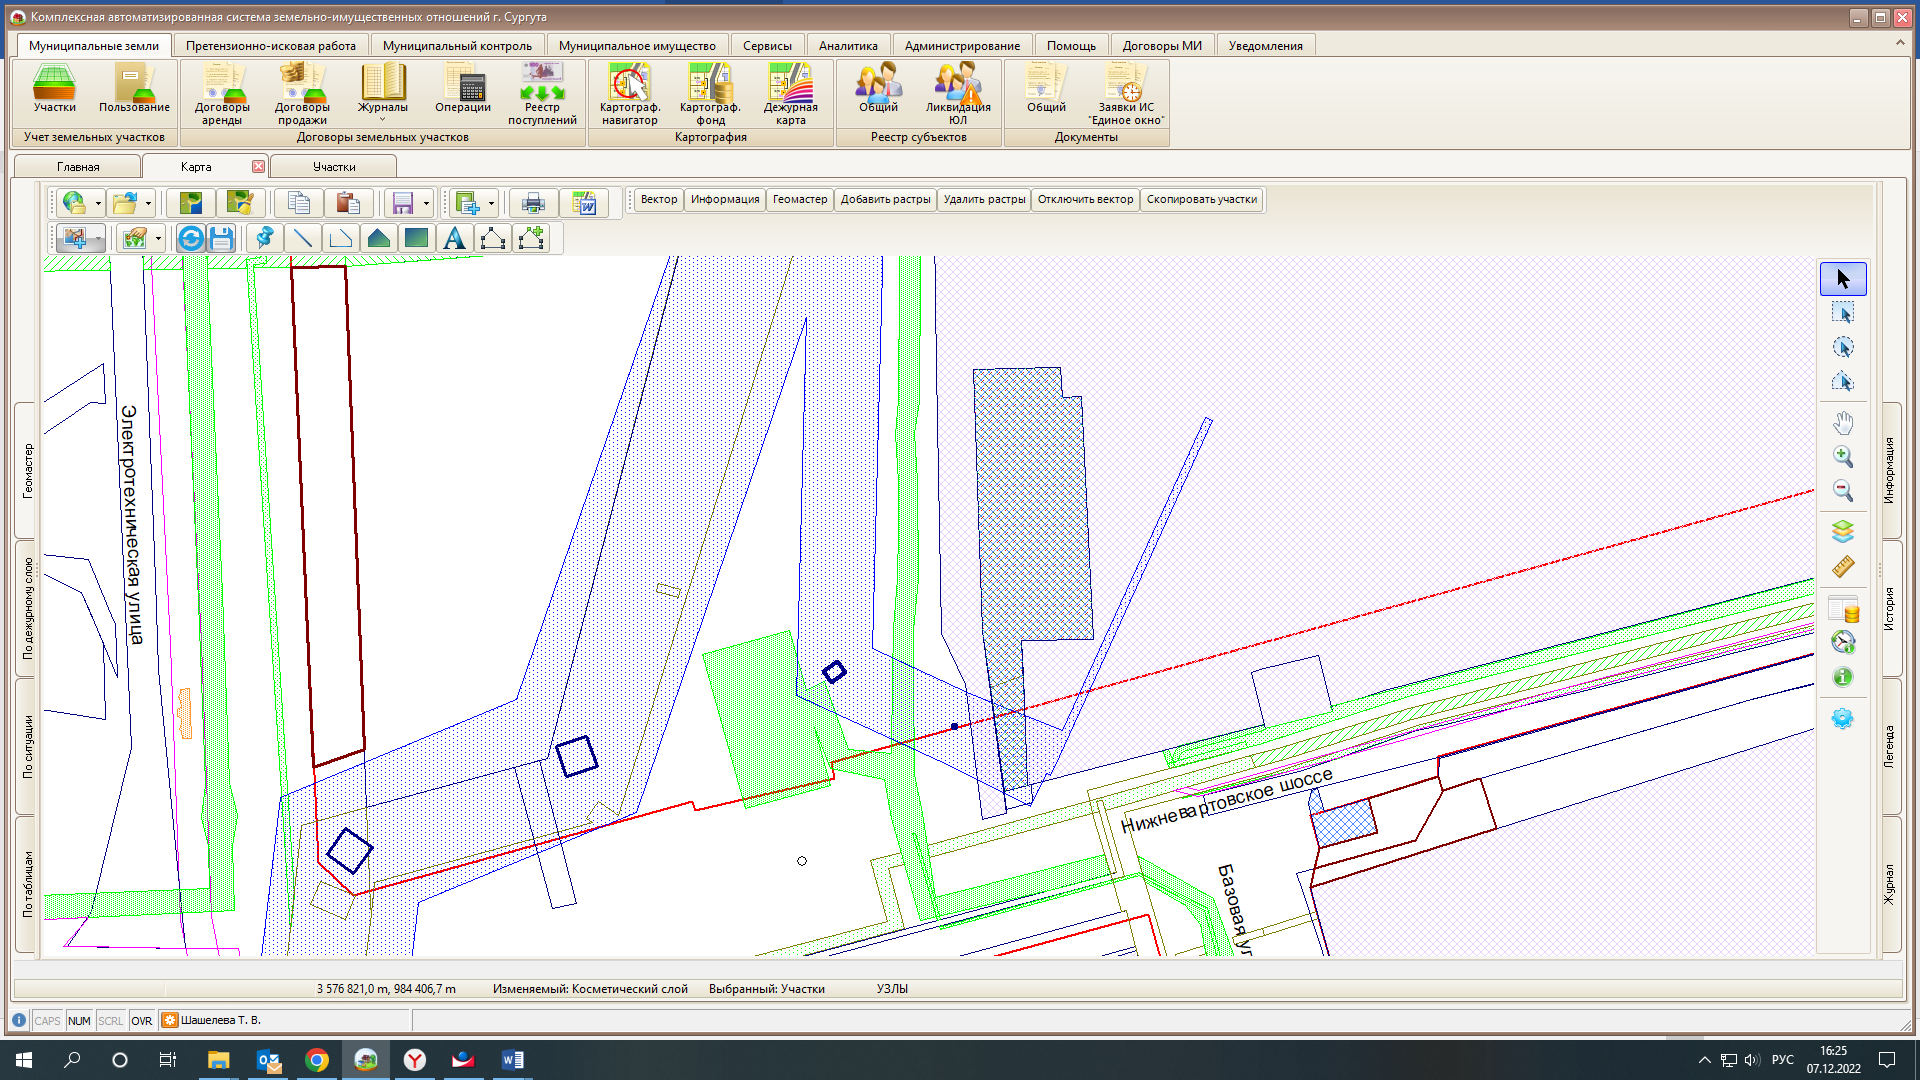 Комплексная автоматизированная система земельно-имущественных отношений г. Сургута
Муниципальные земли
Претензионно-исковая работа
Муниципальный контроль
Муниципальное имущество
Сервисы
Аналитика
Администрирование
Помощь
Договоры МИ
Уведомления
Участки
Пользование
Договоры аренды
Договоры продажи
Журналы
Операции
Реестр поступлений
Картограф. навигатор
Картограф. фонд
Дежурная карта
Общий
Ликвидация ЮЛ
Общий
Заявки ИС "Единое окно"
Учет земельных участков
Договоры земельных участков
Картография
Реестр субъектов
Документы
Главная
Карта
Участки
Вектор
Информация
Геомастер
Добавить растры
Удалить растры
Отключить вектор
Скопировать участки
Геомастер
По дежурному слою
По ситуации
По таблицам
Электротехническая улица
Нижневартовское шоссе
Базовая ул
Информация
История
Легенда
Журнал
3 576 821,0 m, 984 406,7 m
Изменяемый: Косметический слой
Выбранный: Участки
УЗЛЫ
CAPS
NUM
SCRL
OVR
Шашелева Т. В.
РУС
16:25
07.12.2022